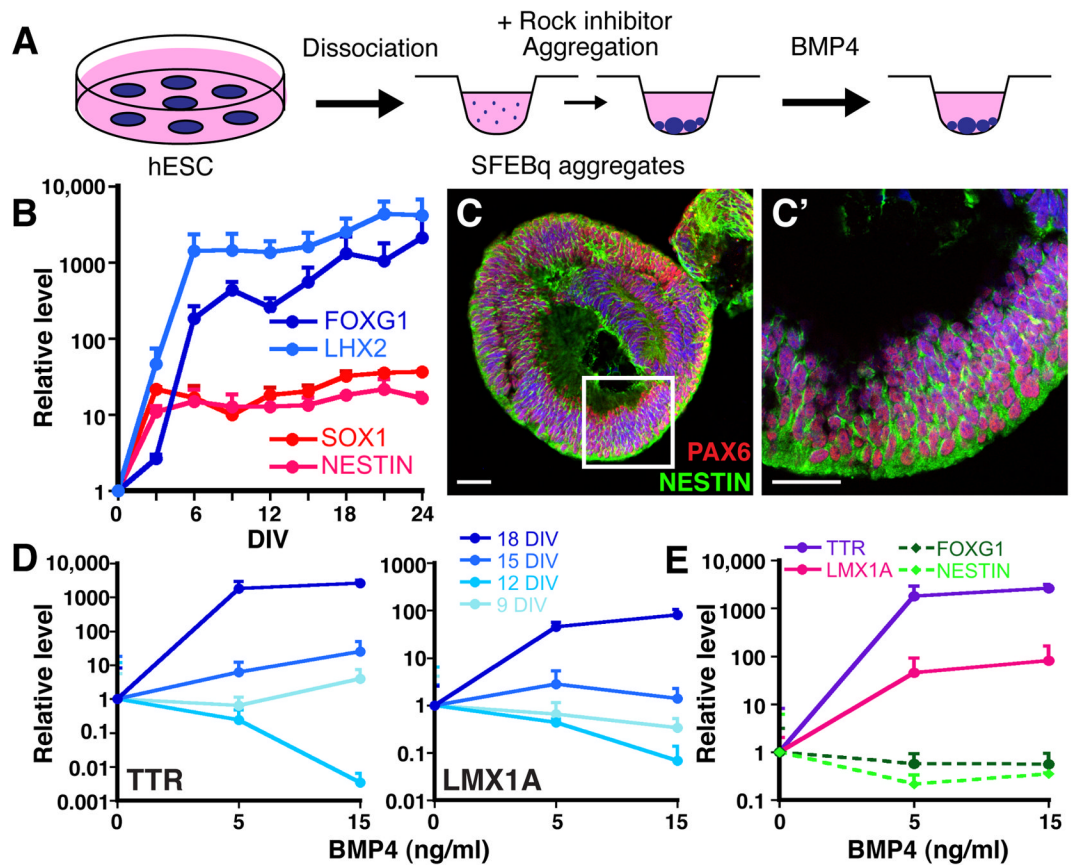 A
Dissociation
+ Rock inhibitor
Aggregation
BMP4
hESC
SFEBq aggregates
B
Relative level
10,000
1000
100
10
1
FOXG1
LHX2
SOX1
NESTIN
0
6
12
18
24
DIV
C
PAX6
NESTIN
C'
D
Relative level
10,000
1000
100
10
1
0.1
0.01
0.001
TTR
0
5
15
18 DIV
15 DIV
12 DIV
9 DIV
Relative level
1000
100
10
1
0.1
0.01
LMX1A
0
5
15
BMP4 (ng/ml)
E
TTR
FOXG1
LMX1A
NESTIN
Relative level
10,000
1000
100
10
1
0.1
0
5
15
BMP4 (ng/ml)